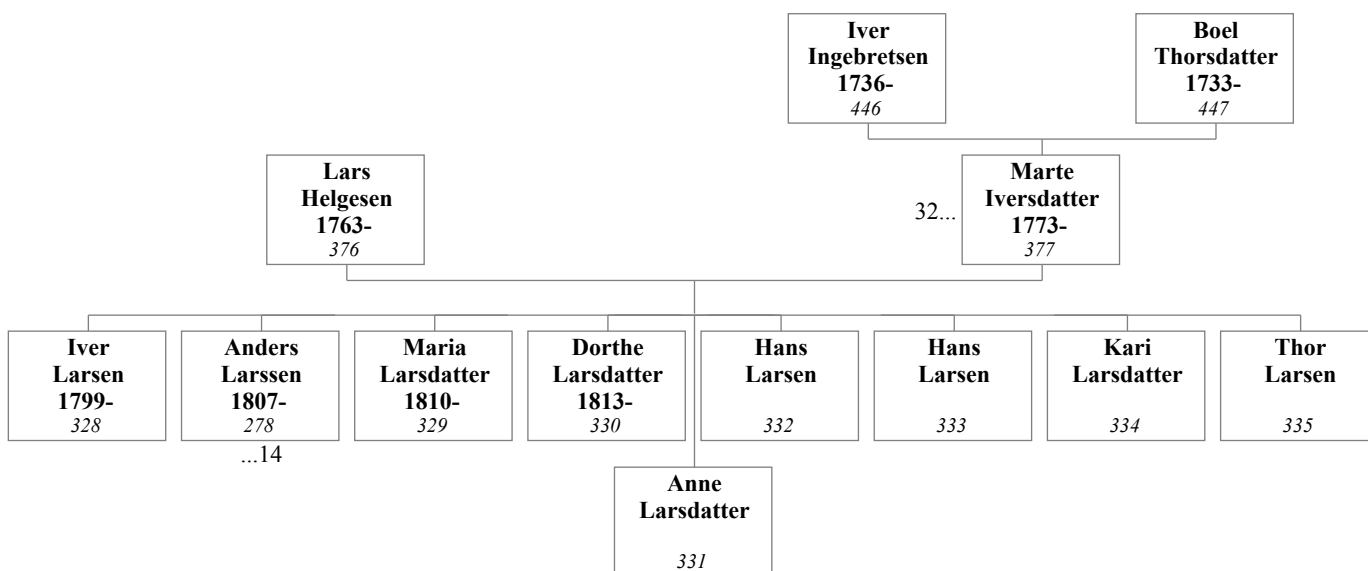 Iver
Ingebretsen
1736-
446
Boel
Thorsdatter
1733-
447
Lars
Helgesen
1763-
376
32...
Marte
Iversdatter
1773-
377
Iver
Larsen
1799-
328
Anders
Larssen
1807-
278
...14
Maria
Larsdatter
1810-
329
Dorthe
Larsdatter
1813-
330
Hans
Larsen
332
Hans
Larsen
333
Kari
Larsdatter
334
Thor
Larsen
335
Anne
Larsdatter
331